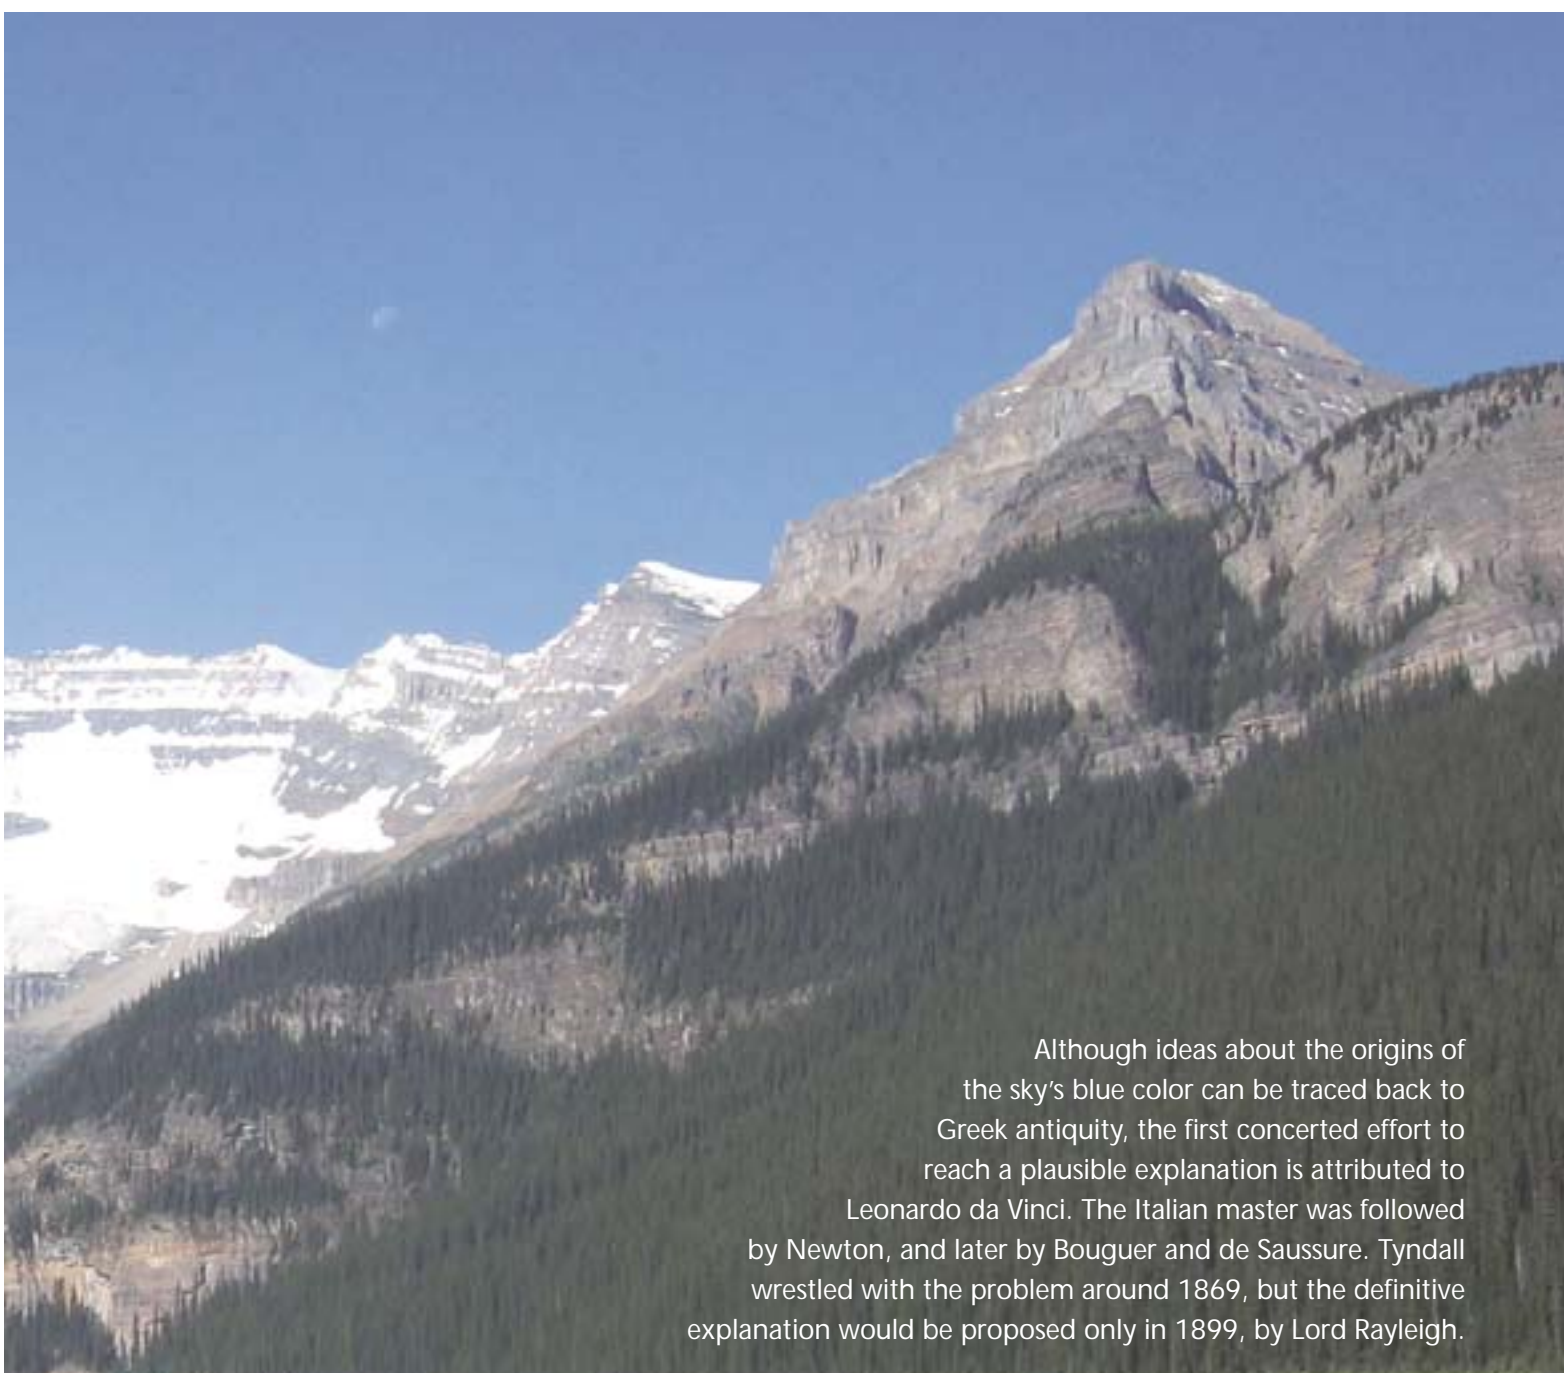 Although ideas about the origins of
the sky’s blue color can be traced back to
Greek antiquity, the first concerted effort to
reach a plausible explanation is attributed to
Leonardo da Vinci. The Italian master was followed
by Newton, and later by Bouguer and de Saussure. Tyndall
wrestled with the problem around 1869, but the definitive
explanation would be proposed only in 1899, by Lord Rayleigh.